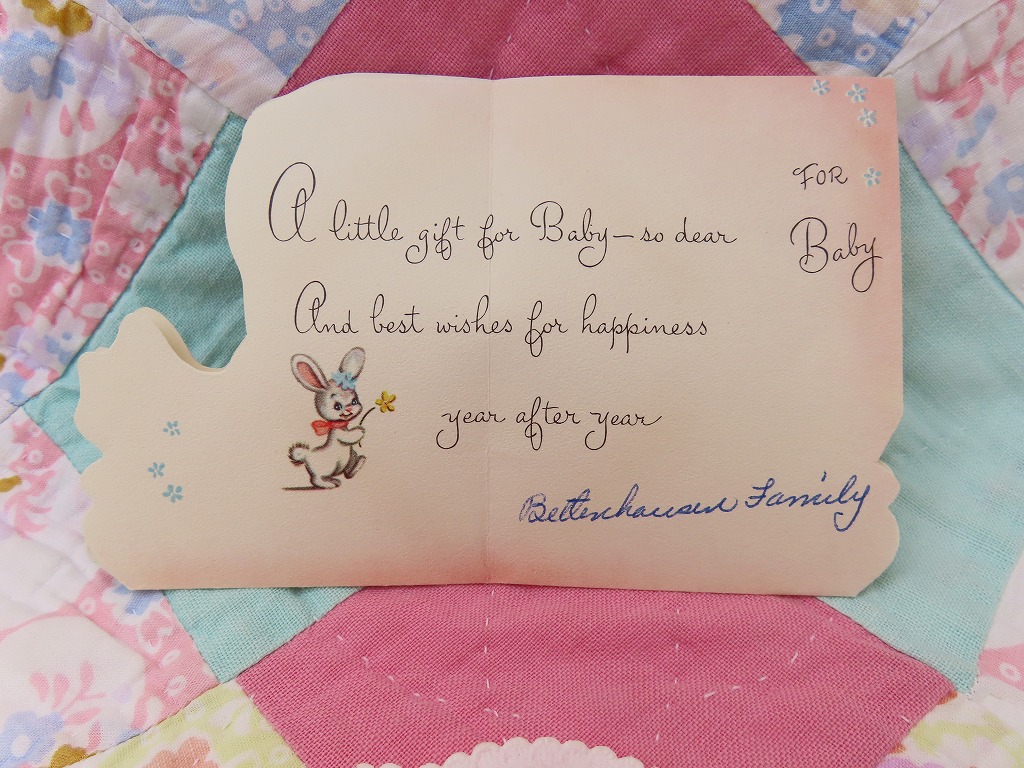 A little gift for Baby—so dear
And best wishes for happiness
year after year
Bettenhausen Family
FOR
Baby